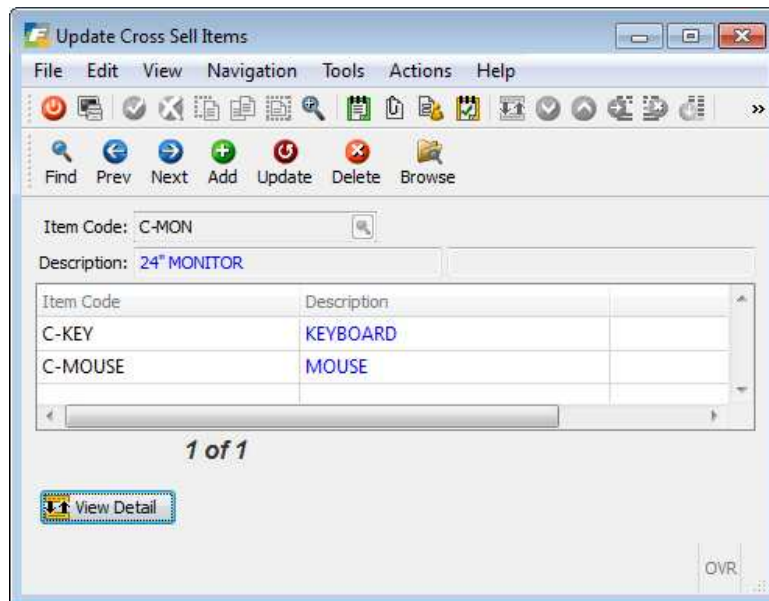 Update Cross Sell Items
File Edit View Navigation Tools Actions Help
»
Find Prev Next Add Update Delete Browse
Item Code: C-MON
Description: 24" MONITOR
Item Code Description
C-KEY KEYBOARD
C-MOUSE MOUSE
1 of 1
View Detail
OVR